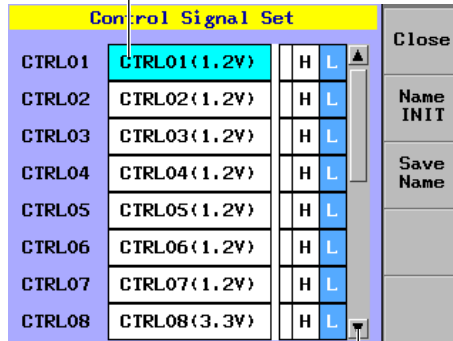 Control Signal Set
Close
CTRL01 CTRL01(1.2V) H L
CTRL02 CTRL02(1.2V) H L
Name
INIT
CTRL03 CTRL03(1.2V) H L
CTRL04 CTRL04(1.2V) H L
Save
Name
CTRL05 CTRL05(1.2V) H L
CTRL06 CTRL06(1.2V) H L
CTRL07 CTRL07(1.2V) H L
CTRL08 CTRL08(3.3V) H L